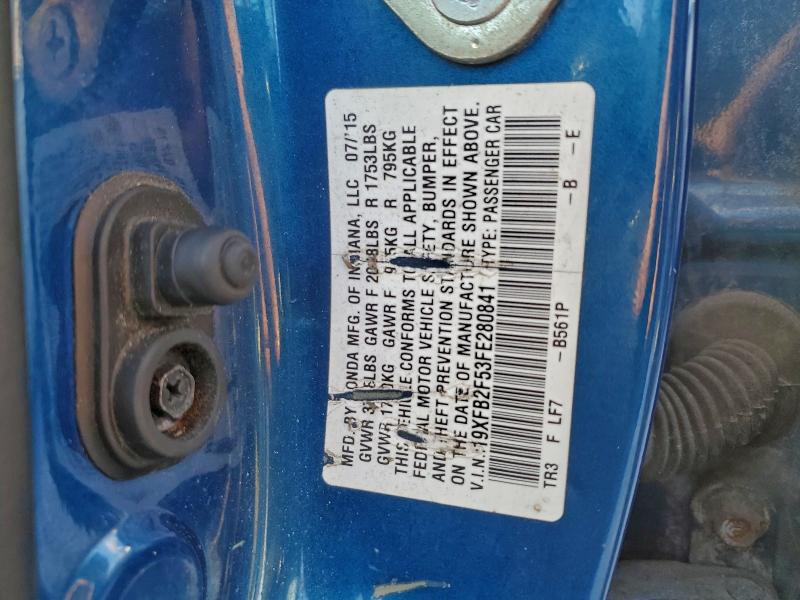 MFD. BY HONDA MFG. OF INDIANA, LLC 07/'15
GVWR LBS GAWR F LBS R 1753LBS
GVWR KG GAWR F KG R 795KG
THIS VEHICLE CONFORMS TO ALL APPLICABLE
FEDERAL MOTOR VEHICLE SAFETY, BUMPER,
AND THEFT PREVENTION STANDARDS IN EFFECT
ON THE DATE OF MANUFACTURE SHOWN ABOVE.
V.I.N.: 19XFB2F53FE280841 TYPE: PASSENGER CAR
TR3 F LF7 -B561P -B -E